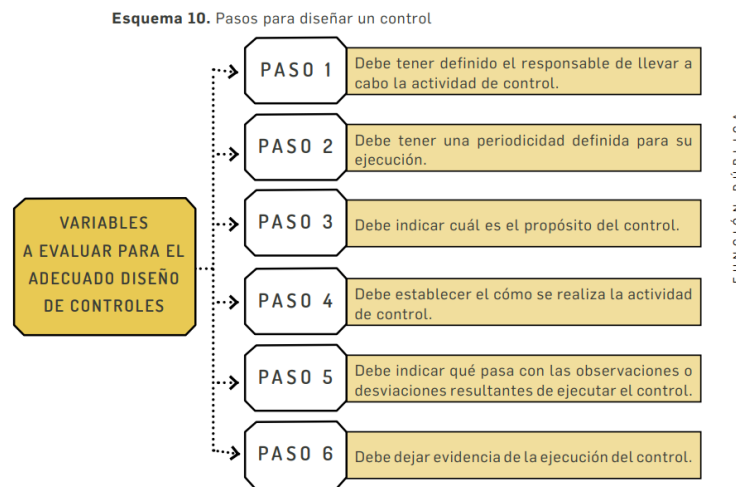 Esquema 10. Pasos para diseñar un control
VARIABLES
A EVALUAR PARA EL
ADECUADO DISEÑO
DE CONTROLES
PASO 1
Debe tener definido el responsable de llevar a
cabo la actividad de control.
PASO 2
Debe tener una periodicidad definida para su
ejecución.
PASO 3
Debe indicar cuál es el propósito del control.
PASO 4
Debe establecer el cómo se realiza la actividad
de control.
PASO 5
Debe indicar qué pasa con las observaciones o
desviaciones resultantes de ejecutar el control.
PASO 6
Debe dejar evidencia de la ejecución del control.
FUNCIÓN PÚBLICA